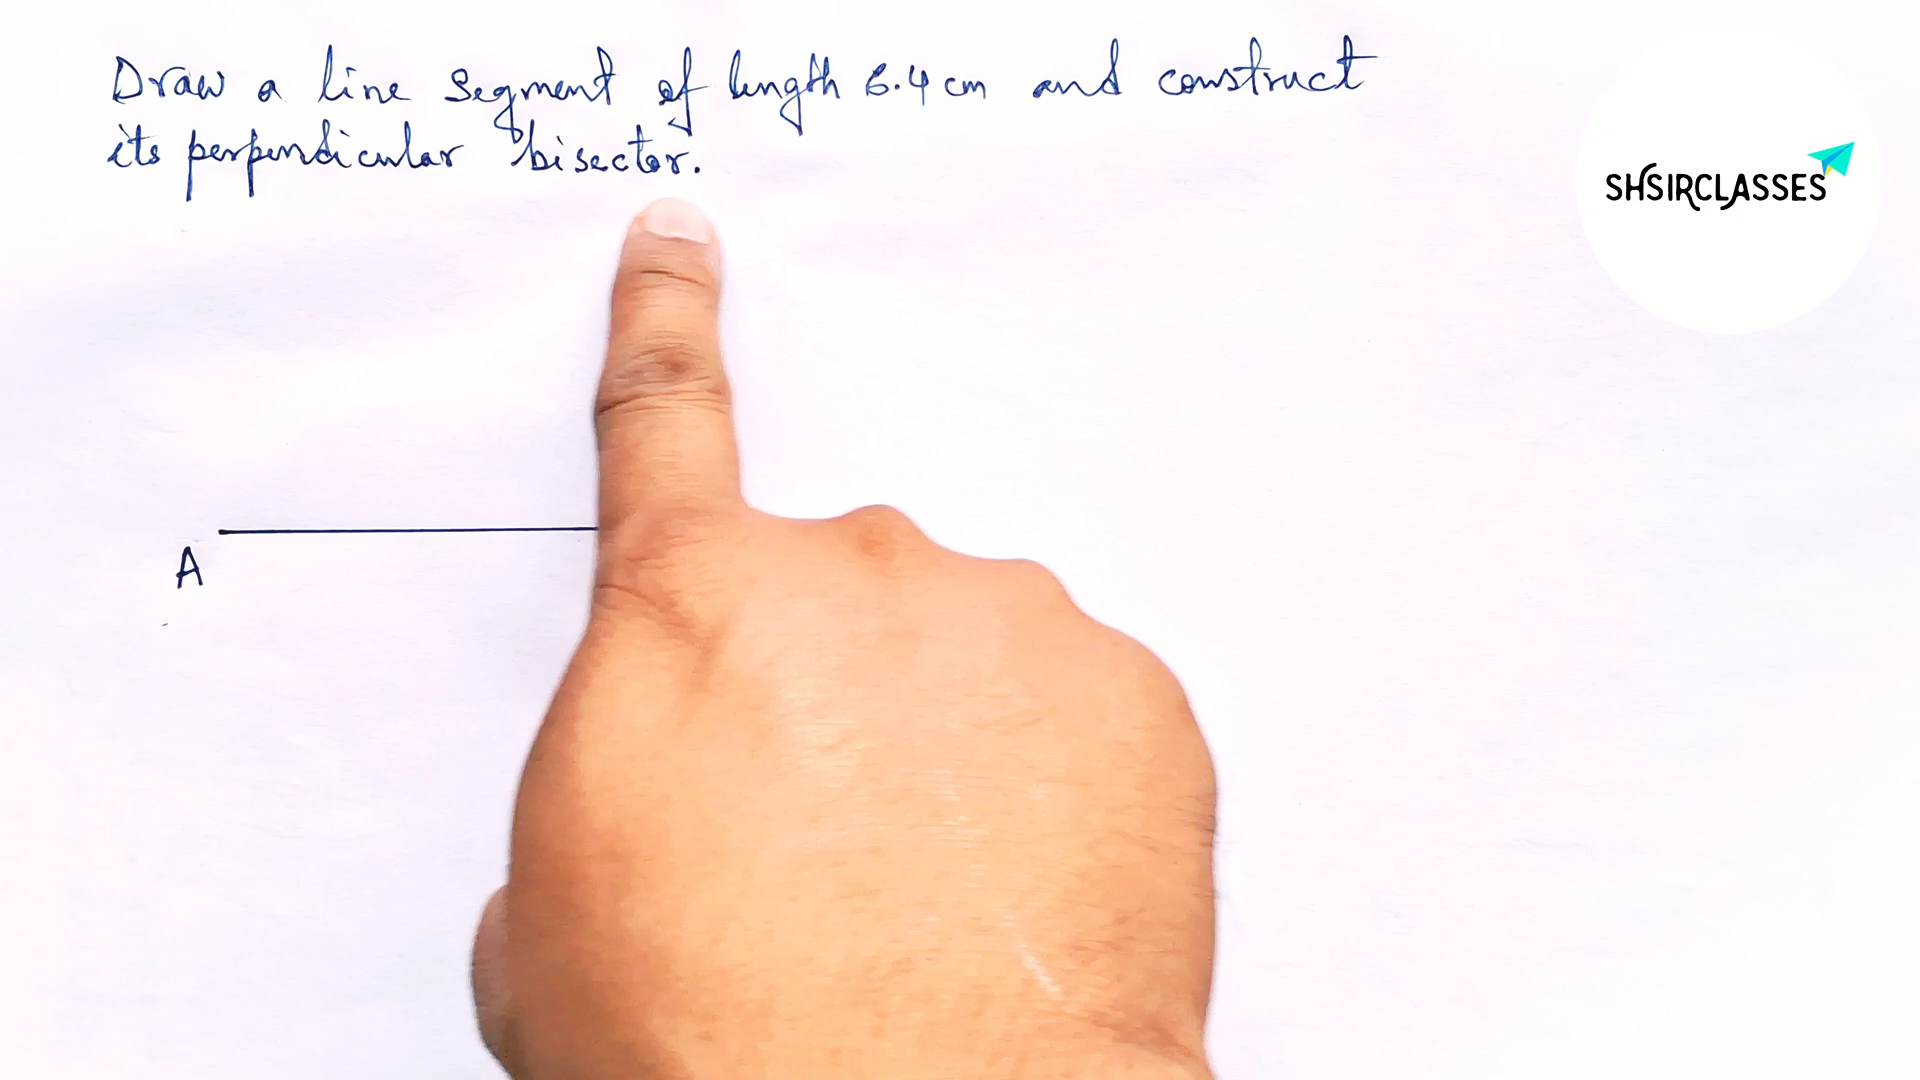 Draw a line segment of length 6.4 cm and construct
its perpendicular bisector.
SHSIRCLASSES
A